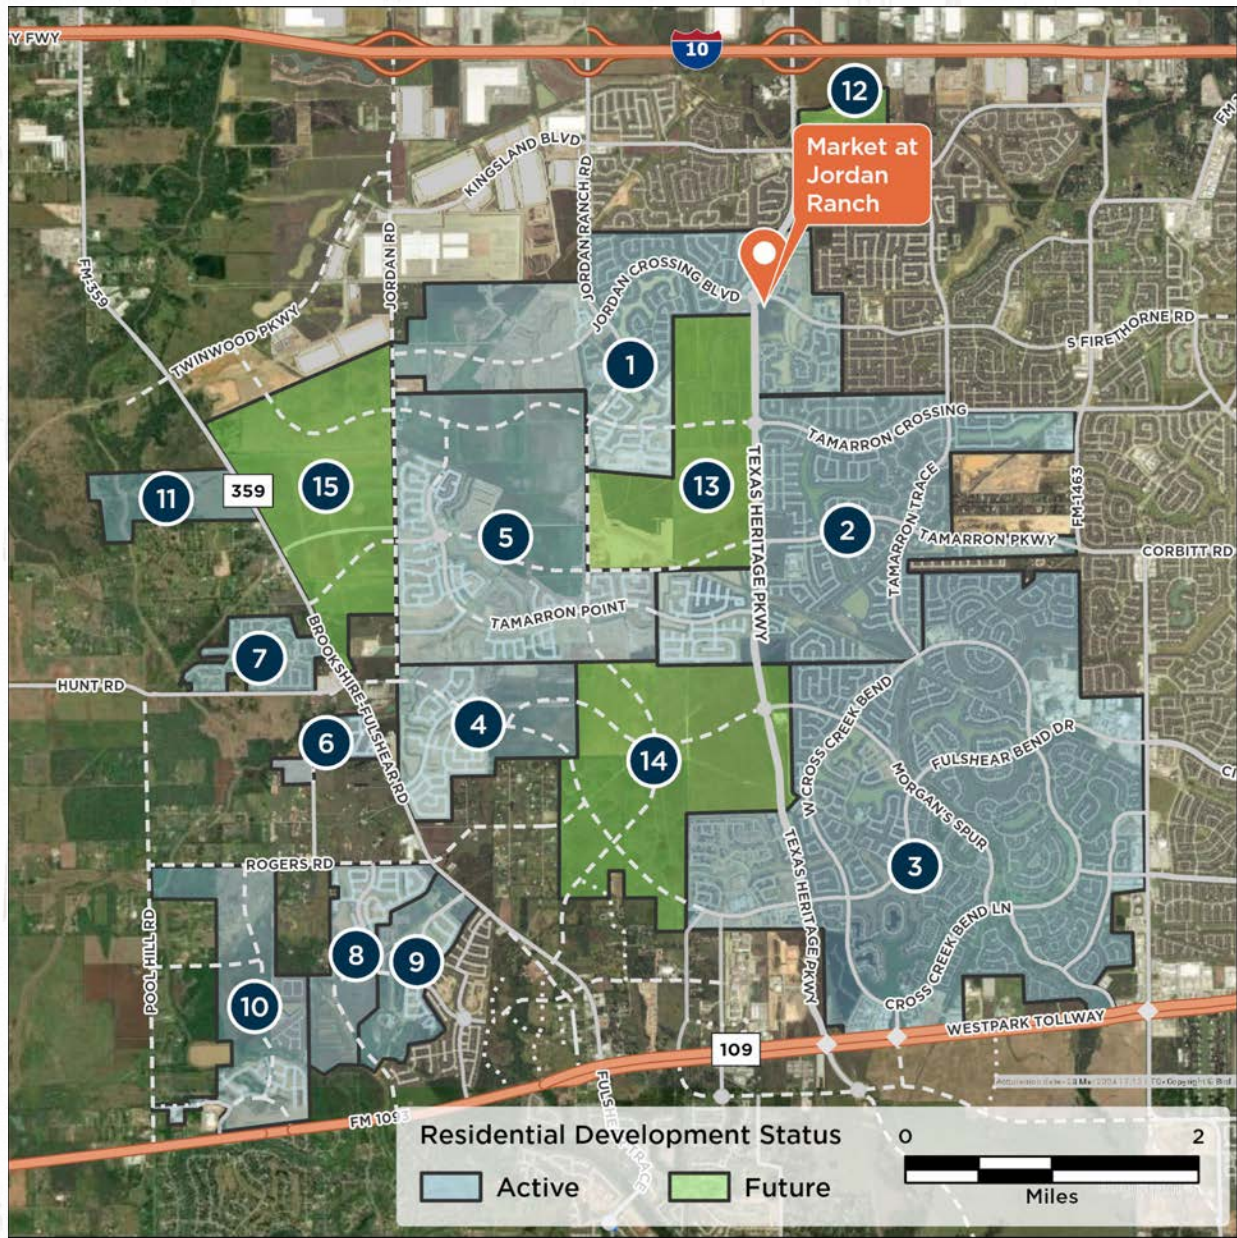 Y FWY
10
12
Market at
Jordan
Ranch
KINGSLAND BLVD
JORDAN RANCH RD
JORDAN RD
FM-359
TWINWOOD PKWY
JORDAN CROSSING BLVD
S FIRETHORNE RD
1
TAMARRON CROSSING
TEXAS HERITAGE PKWY
TAMARRON TRACE
FM-1463
11
359
15
13
5
2
TAMARRON PKWY
CORBITT RD
TAMARRON POINT
BROOKSHIRE-FULSHEAR RD
7
HUNT RD
6
4
14
W CROSS CREEK BEND
FULSHEAR BEND DR
MORGAN'S SPUR
TEXAS HERITAGE PKWY
ROGERS RD
3
POOL HILL RD
8
9
10
CROSS CREEK BEND LN
WESTPARK TOLLWAY
109
FM 1093
Residential Development Status
Active
Future
0
2
Miles